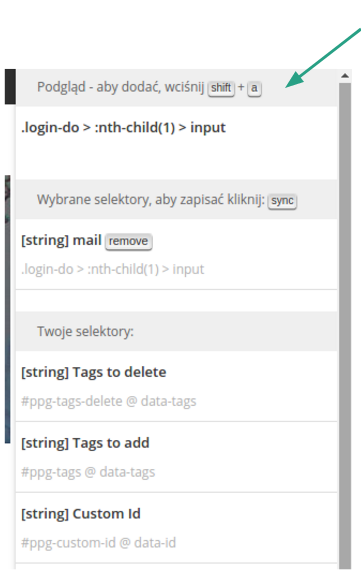 Podgląd - aby dodać, wciśnij shift + a
.login-do > :nth-child(1) > input
Wybrane selektory, aby zapisać kliknij: sync
[string] mail remove
.login-do > :nth-child(1) > input
Twoje selektory:
[string] Tags to delete
#ppg-tags-delete @ data-tags
[string] Tags to add
#ppg-tags @ data-tags
[string] Custom Id
#ppg-custom-id @ data-id